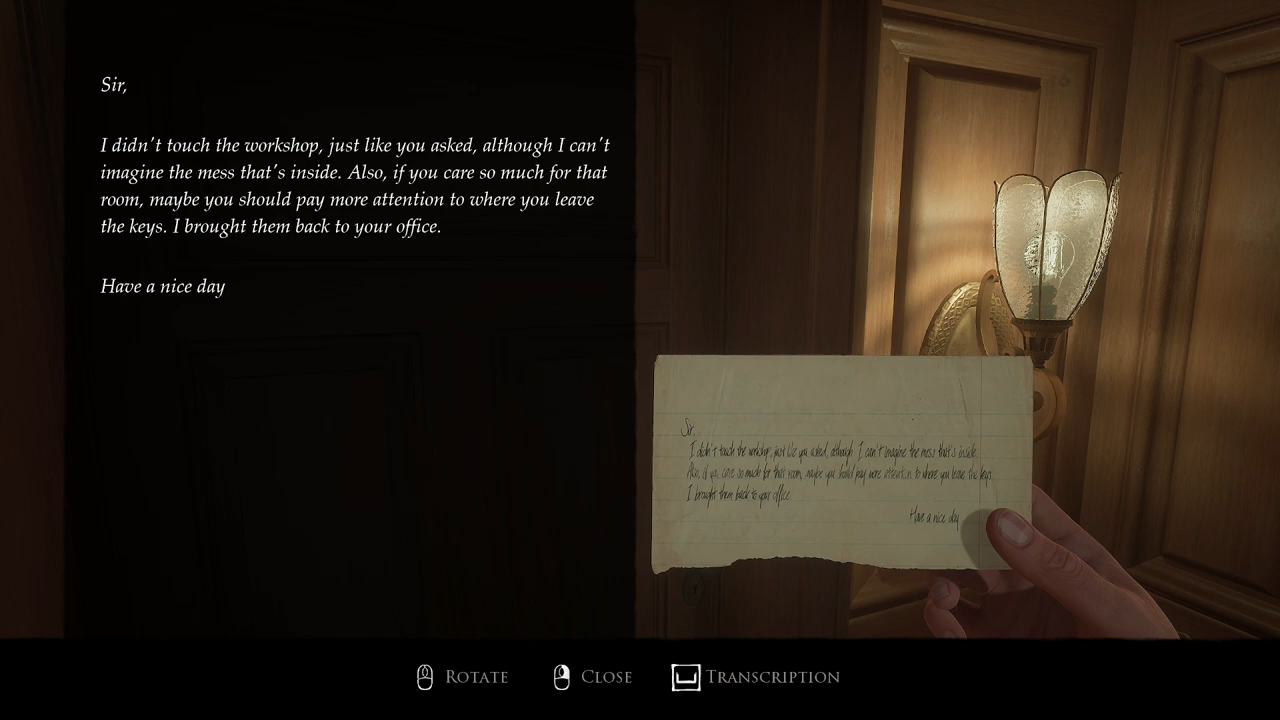 Sir,
I didn't touch the workshop, just like you asked, although I can't
imagine the mess that's inside. Also, if you care so much for that
room, maybe you should pay more attention to where you leave
the keys. I brought them back to your office.
Have a nice day
Sir,
I didn't touch the workshop, just like you asked, although I can't imagine the mess that's inside.
Also, if you care so much for that room, maybe you should pay more attention to where you leave the keys.
I brought them back to your office.
Have a nice day
ROTATE
CLOSE
TRANSCRIPTION